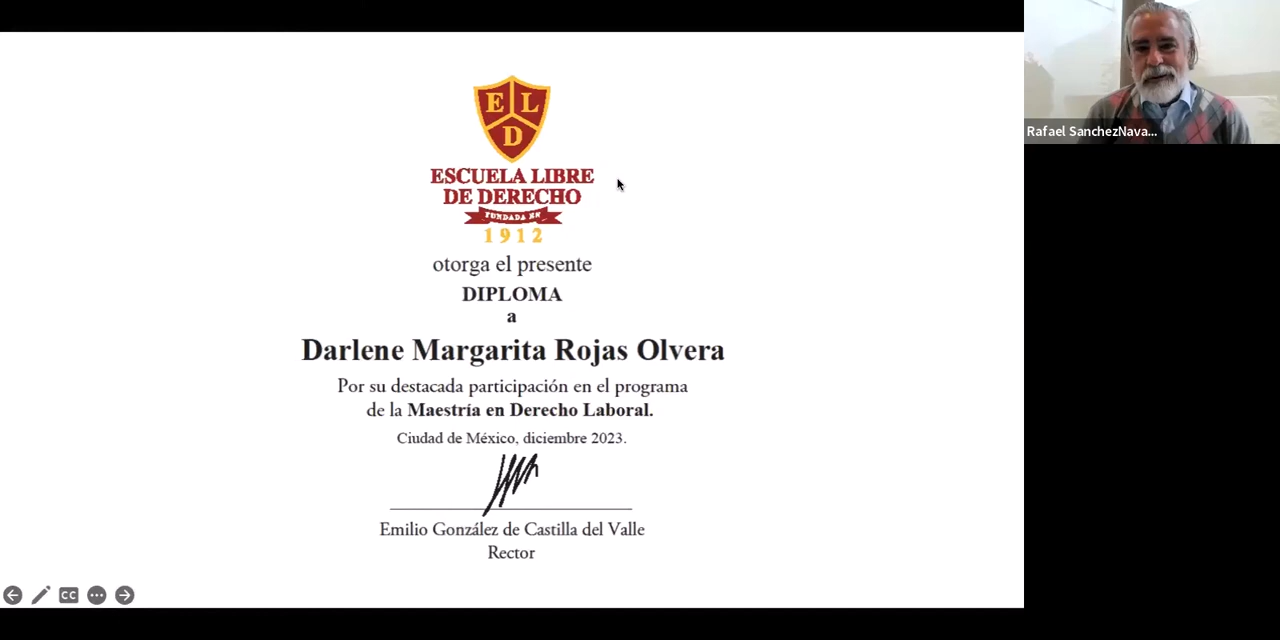 E L
D
ESCUELA LIBRE
DE DERECHO
FUNDADA EN
1912
otorga el presente
DIPLOMA
a
Darlene Margarita Rojas Olvera
Por su destacada participación en el programa
de la Maestría en Derecho Laboral.
Ciudad de México, diciembre 2023.
Emilio González de Castilla del Valle
Rector
Rafael SanchezNava...
CC